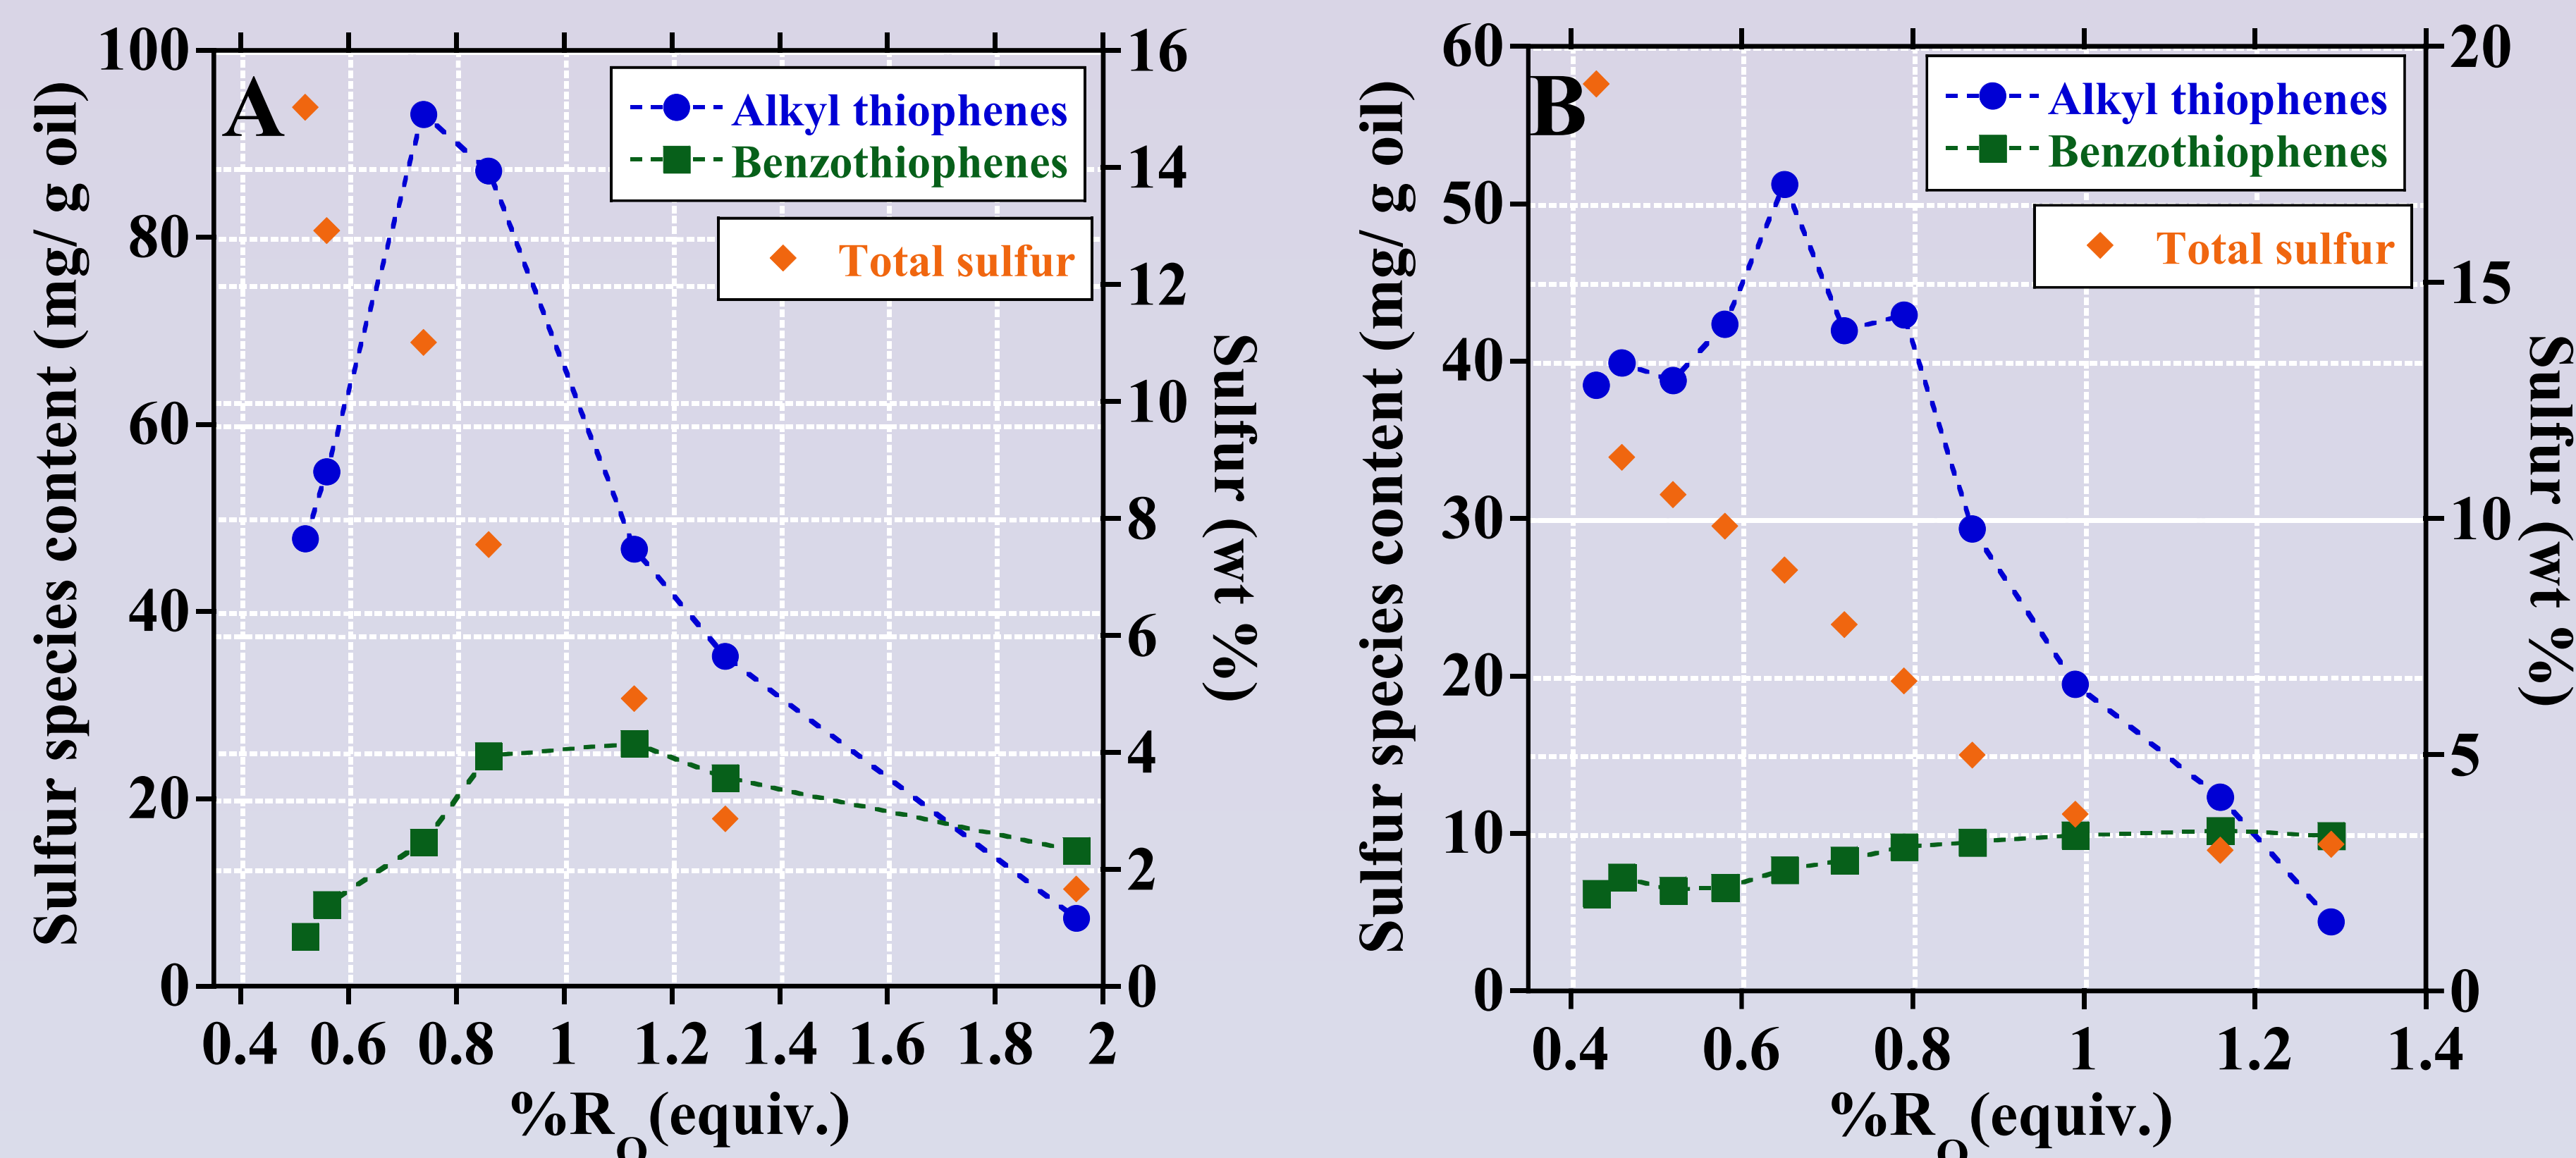 A
Sulfur species content (mg/ g oil)
100
80
60
40
20
0
Alkyl thiophenes
Benzothiophenes
Total sulfur
16
14
12
10
8
6
4
2
0
Sulfur (wt %)
0.4 0.6 0.8 1 1.2 1.4 1.6 1.8 2
%RO(equiv.)
B
Sulfur species content (mg/ g oil)
60
50
40
30
20
10
0
Alkyl thiophenes
Benzothiophenes
Total sulfur
20
15
10
5
0
Sulfur (wt %)
0.4 0.6 0.8 1 1.2 1.4
%RO(equiv.)